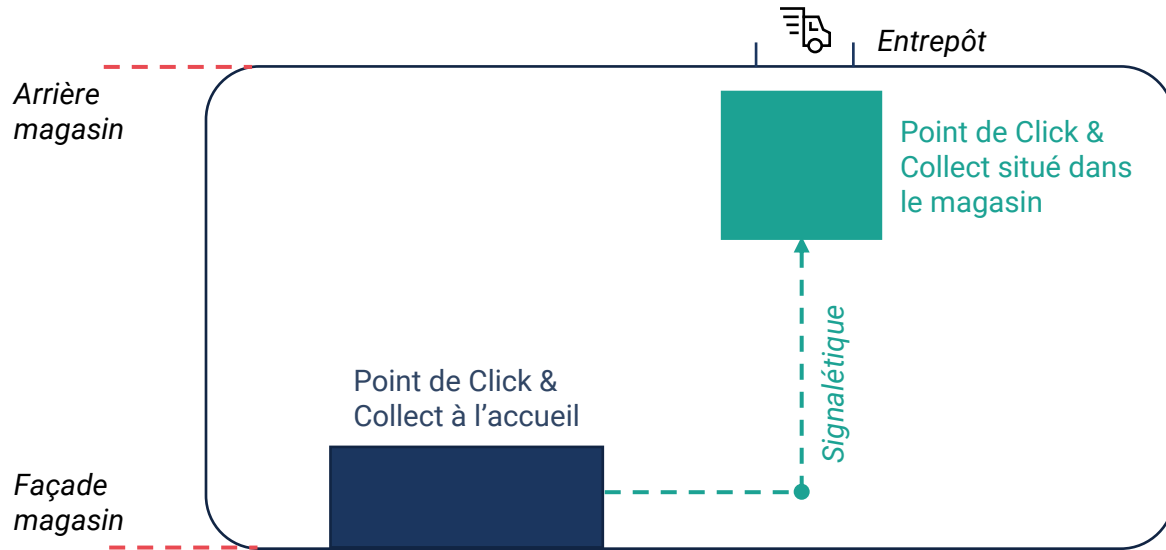 Entrepôt
Arrière
magasin
Point de Click &
Collect situé dans
le magasin
Signalétique
Point de Click &
Collect à l’accueil
Façade
magasin